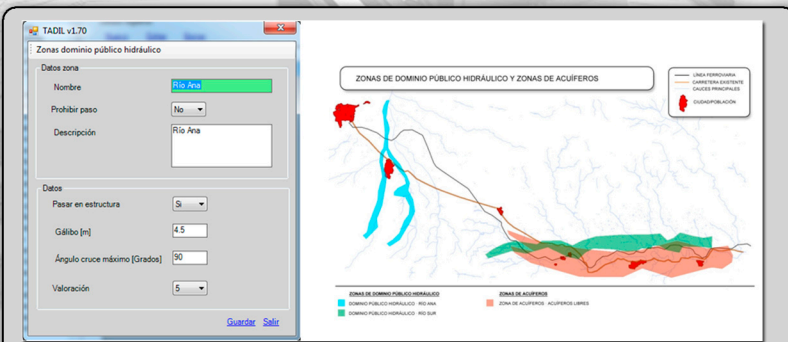 TADIL v1.70
Zonas dominio público hidráulico
Datos zona
Nombre
Río Ana
Prohibir paso
No
Descripción
Río Ana
Datos
Pasar en estructura
Si
Gálibo [m]
4.5
Ángulo cruce máximo [Grados]
90
Valoración
5
Guardar Salir
ZONAS DE DOMINIO PÚBLICO HIDRÁULICO Y ZONAS DE ACUÍFEROS
LÍNEA FERROVIARIA
CARRETERA EXISTENTE
CAUCES PRINCIPALES
CIUDAD/POBLACIÓN
ZONAS DE DOMINIO PÚBLICO HIDRÁULICO
DOMINIO PÚBLICO HIDRÁULICO · RÍO ANA
DOMINIO PÚBLICO HIDRÁULICO · RÍO SUR
ZONAS DE ACUÍFEROS
ZONA DE ACUÍFEROS · ACUÍFEROS LIBRES